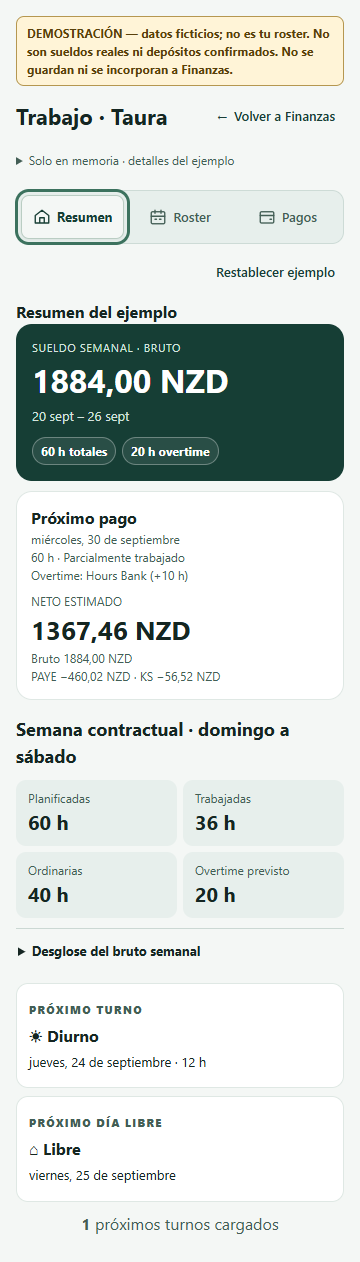 DEMOSTRACIÓN — datos ficticios; no es tu roster. No
son sueldos reales ni depósitos confirmados. No se
guardan ni se incorporan a Finanzas.
Trabajo · Taura
← Volver a Finanzas
▶ Solo en memoria · detalles del ejemplo
Resumen
Roster
Pagos
Restablecer ejemplo
Resumen del ejemplo
SUELDO SEMANAL · BRUTO
1884,00 NZD
20 sept – 26 sept
60 h totales
20 h overtime
Próximo pago
miércoles, 30 de septiembre
60 h · Parcialmente trabajado
Overtime: Hours Bank (+10 h)
NETO ESTIMADO
1367,46 NZD
Bruto 1884,00 NZD
PAYE −460,02 NZD · KS −56,52 NZD
Semana contractual · domingo a
sábado
Planificadas
60 h
Trabajadas
36 h
Ordinarias
40 h
Overtime previsto
20 h
▶ Desglose del bruto semanal
PRÓXIMO TURNO
☀ Diurno
jueves, 24 de septiembre · 12 h
PRÓXIMO DÍA LIBRE
⌂ Libre
viernes, 25 de septiembre
1 próximos turnos cargados